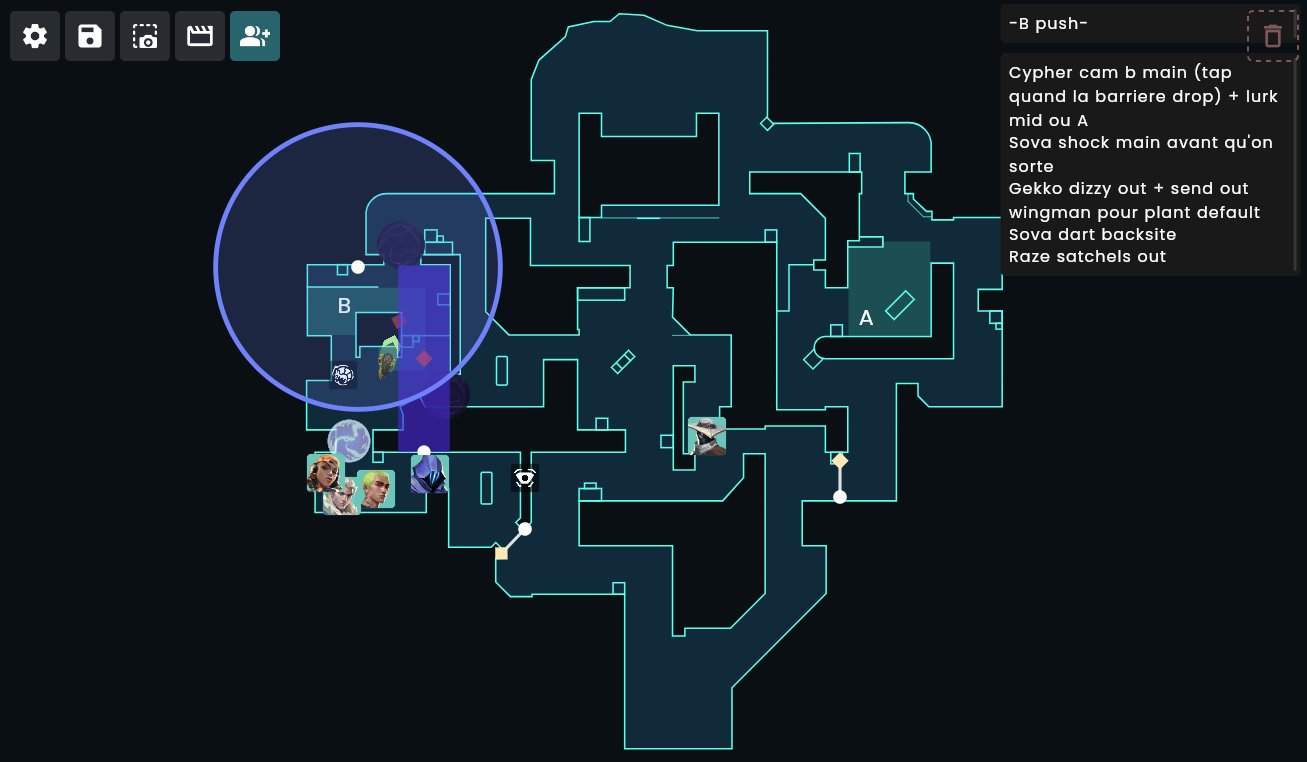 -B push-
Cypher cam b main (tap
quand la barriere drop) + lurk
mid ou A
Sova shock main avant qu'on
sorte
Gekko dizzy out + send out
wingman pour plant default
Sova dart backsite
Raze satchels out
B
A